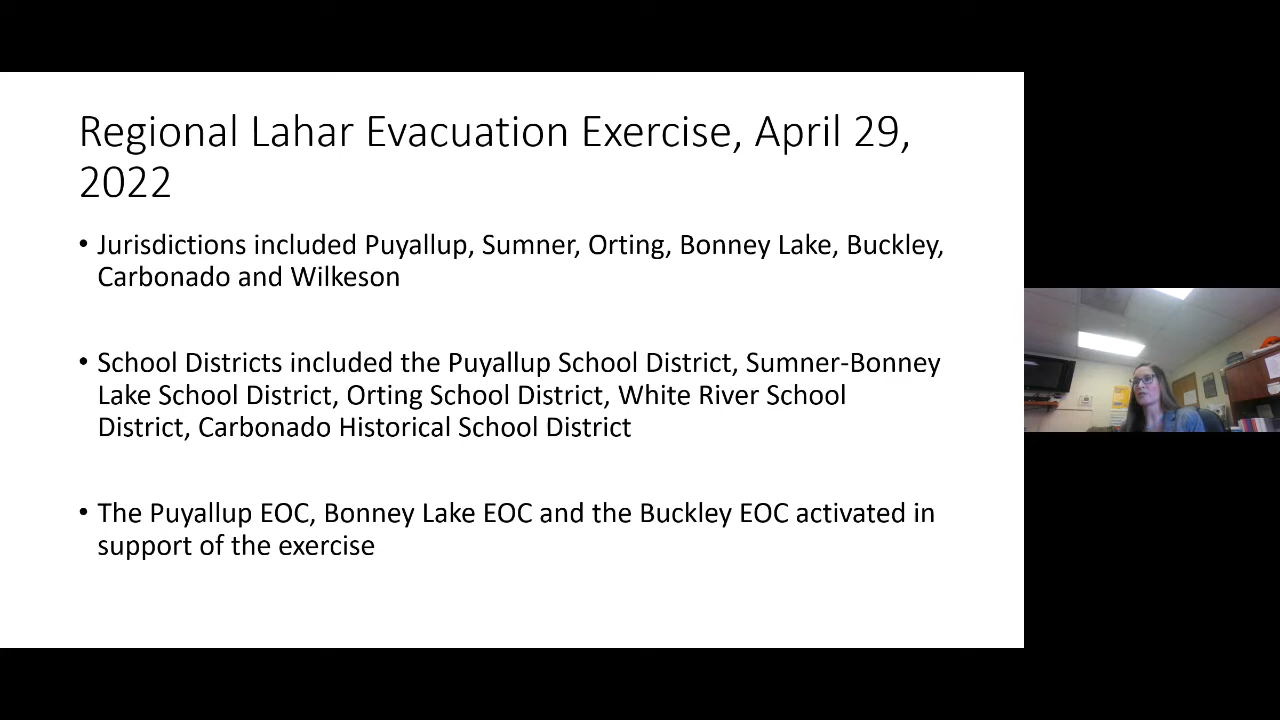 Regional Lahar Evacuation Exercise, April 29,
2022
• Jurisdictions included Puyallup, Sumner, Orting, Bonney Lake, Buckley,
Carbonado and Wilkeson
• School Districts included the Puyallup School District, Sumner-Bonney
Lake School District, Orting School District, White River School
District, Carbonado Historical School District
• The Puyallup EOC, Bonney Lake EOC and the Buckley EOC activated in
support of the exercise